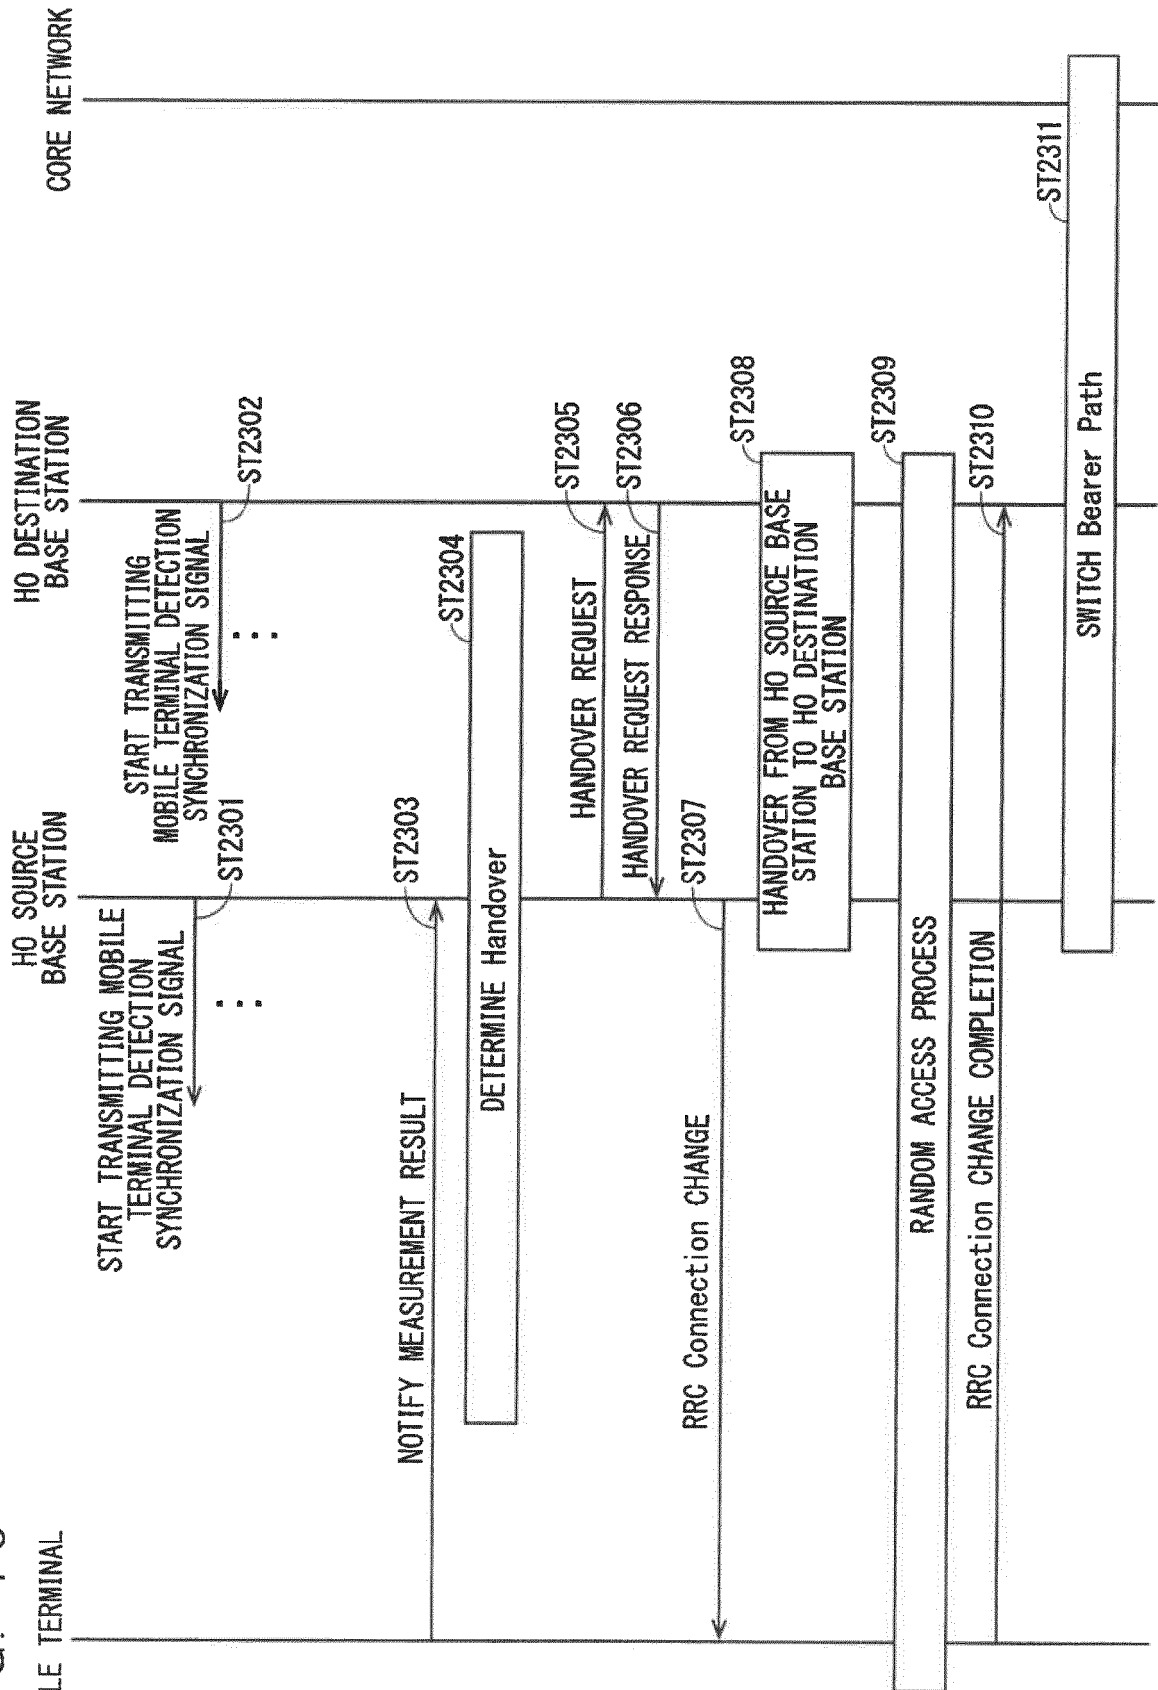 LE TERMINAL
HO SOURCE
BASE STATION
HO DESTINATION
BASE STATION
CORE NETWORK
START TRANSMITTING MOBILE
TERMINAL DETECTION
SYNCHRONIZATION SIGNAL
ST2301
START TRANSMITTING
MOBILE TERMINAL DETECTION
SYNCHRONIZATION SIGNAL
ST2302
NOTIFY MEASUREMENT RESULT
ST2303
DETERMINE Handover
ST2304
HANDOVER REQUEST
ST2305
HANDOVER REQUEST RESPONSE
ST2306
RRC Connection CHANGE
ST2307
HANDOVER FROM HO SOURCE BASE
STATION TO HO DESTINATION
BASE STATION
ST2308
RANDOM ACCESS PROCESS
ST2309
RRC Connection CHANGE COMPLETION
ST2310
SWITCH Bearer Path
ST2311